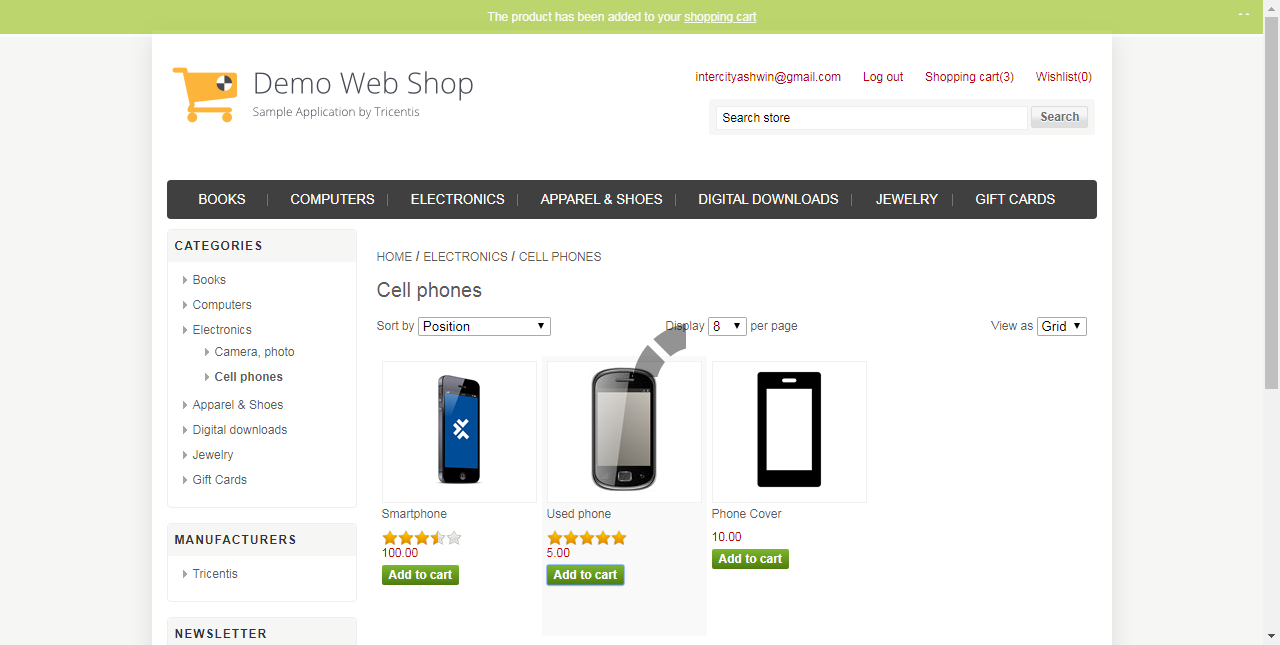 The product has been added to your shopping cart
Demo Web Shop
Sample Application by Tricentis
intercityashwin@gmail.com Log out Shopping cart(3) Wishlist(0)
Search store Search
BOOKS COMPUTERS ELECTRONICS APPAREL & SHOES DIGITAL DOWNLOADS JEWELRY GIFT CARDS
CATEGORIES
Books
Computers
Electronics
Camera, photo
Cell phones
Apparel & Shoes
Digital downloads
Jewelry
Gift Cards
MANUFACTURERS
Tricentis
NEWSLETTER
HOME / ELECTRONICS / CELL PHONES
Cell phones
Sort by Position Display 8 per page View as Grid
Smartphone
100.00
Add to cart
Used phone
5.00
Add to cart
Phone Cover
10.00
Add to cart